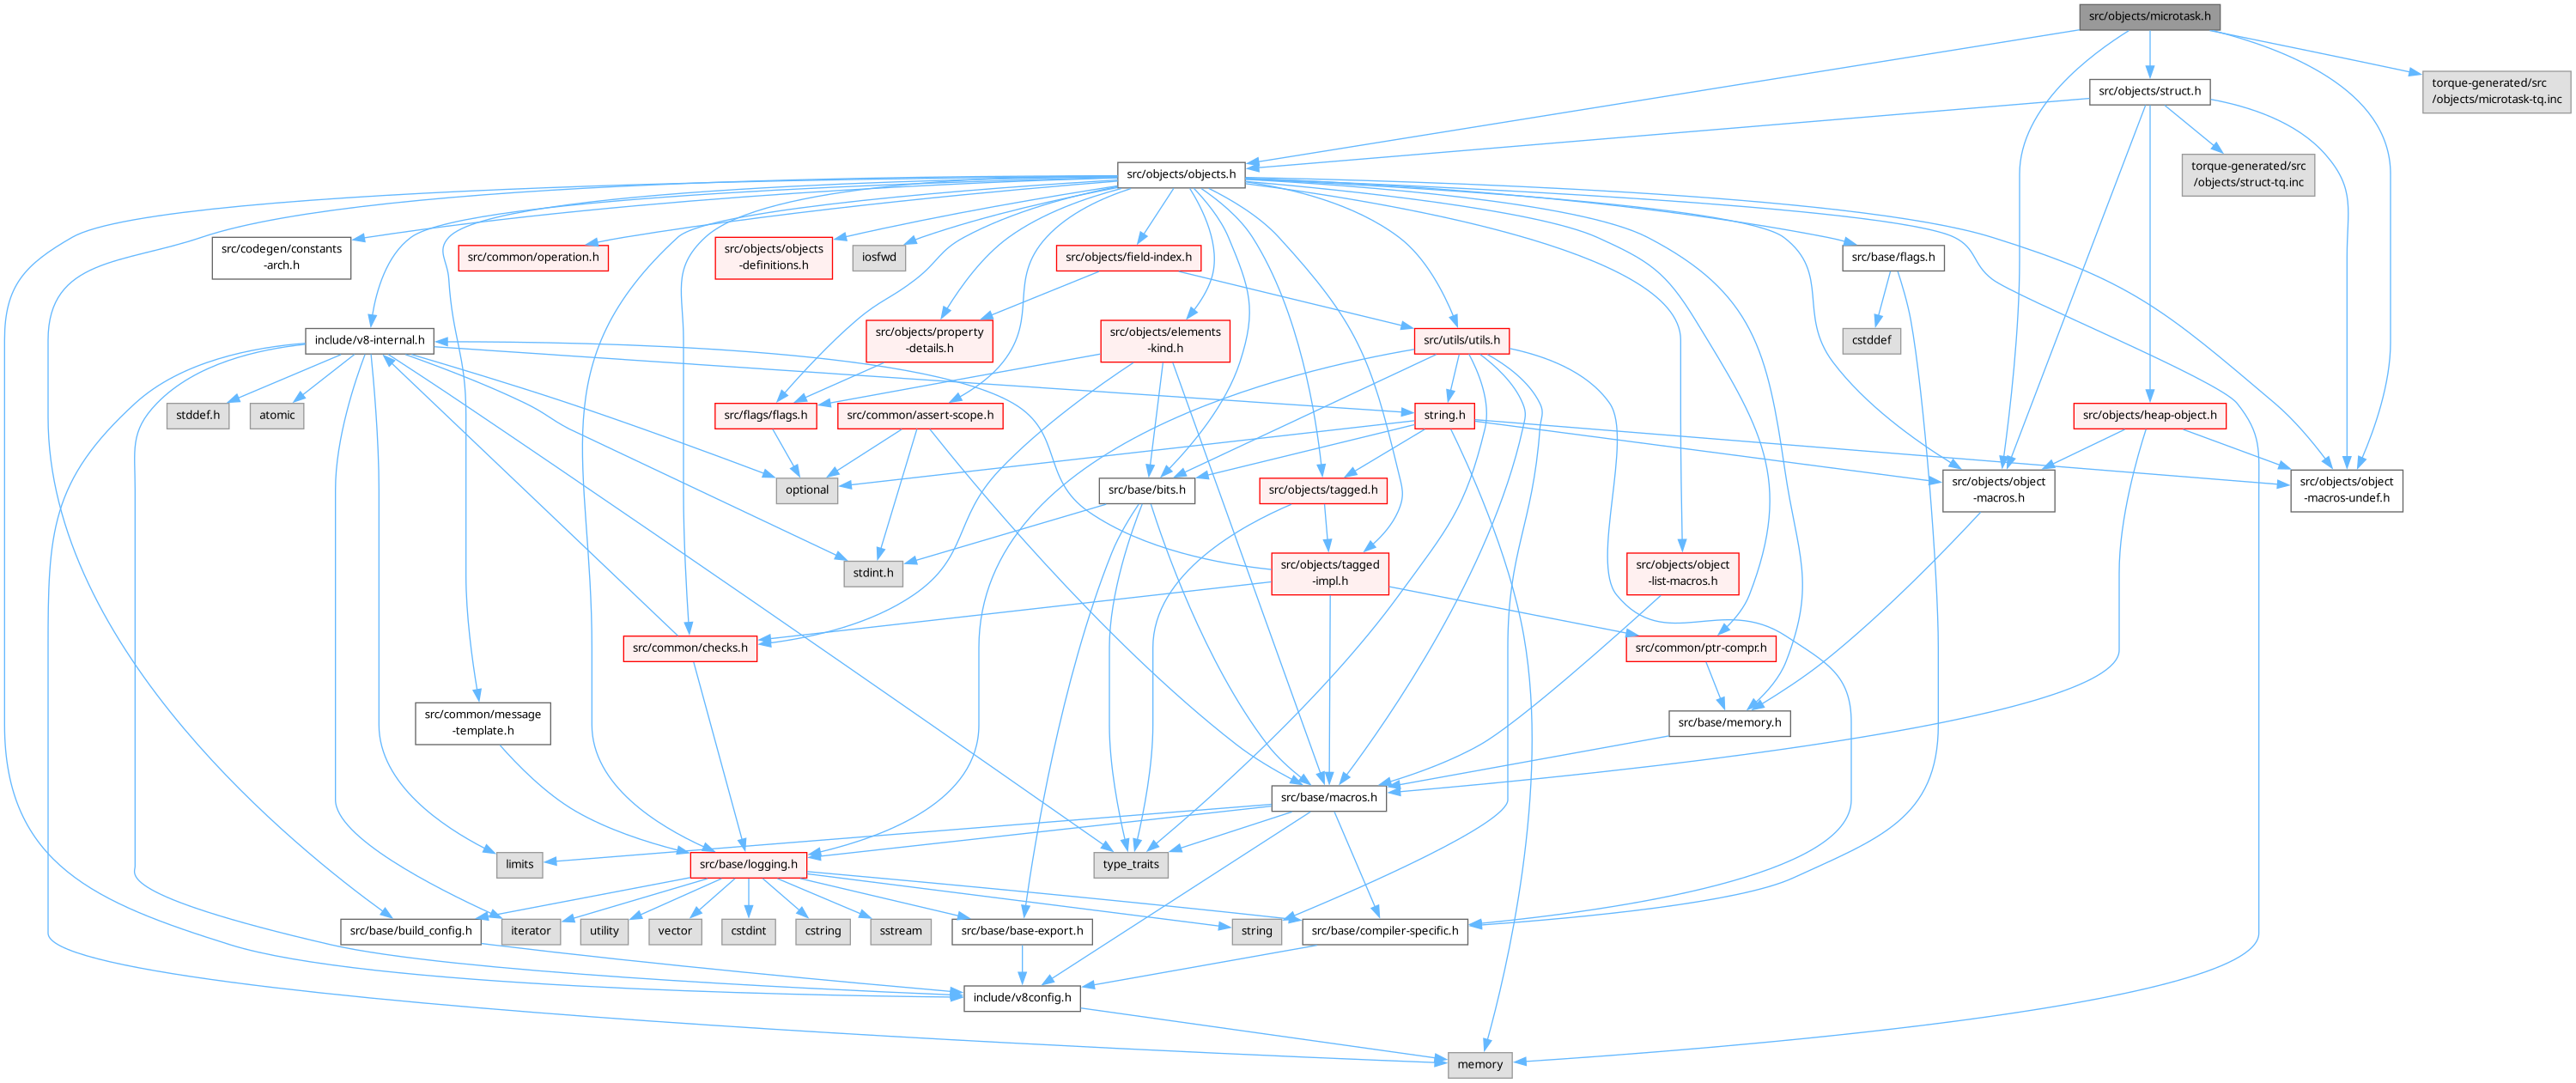 src/objects/microtask.h
torque-generated/src
/objects/microtask-tq.inc
src/objects/struct.h
torque-generated/src
/objects/struct-tq.inc
src/objects/objects.h
src/codegen/constants
-arch.h
src/common/operation.h
src/objects/objects
-definitions.h
iosfwd
src/objects/field-index.h
src/base/flags.h
include/v8-internal.h
src/objects/property
-details.h
src/objects/elements
-kind.h
src/utils/utils.h
cstddef
stddef.h
atomic
src/flags/flags.h
src/common/assert-scope.h
string.h
src/objects/heap-object.h
optional
src/base/bits.h
src/objects/tagged.h
src/objects/object
-macros.h
src/objects/object
-macros-undef.h
stdint.h
src/objects/tagged
-impl.h
src/objects/object
-list-macros.h
src/common/checks.h
src/common/ptr-compr.h
src/common/message
-template.h
src/base/memory.h
src/base/macros.h
limits
src/base/logging.h
type_traits
src/base/build_config.h
iterator
utility
vector
cstdint
cstring
sstream
src/base/base-export.h
string
src/base/compiler-specific.h
include/v8config.h
memory